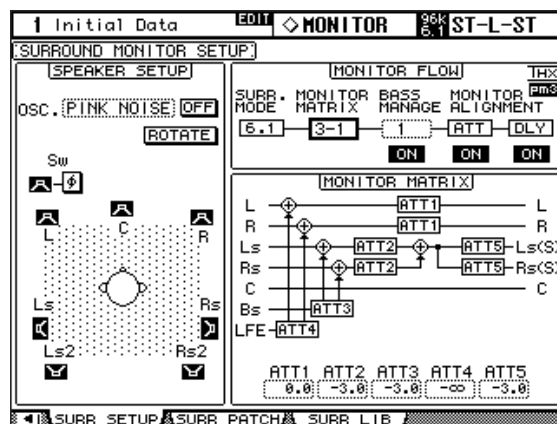 1 Initial Data EDIT ◇MONITOR 96K 6.1 ST-L-ST
SURROUND MONITOR SETUP
SPEAKER SETUP
OSC. PINK NOISE OFF
ROTATE
Sw
ϕ
L C R
Ls Rs
Ls2 Rs2
MONITOR FLOW THX
pm3
SURR. MONITOR BASS MONITOR
MODE MATRIX MANAGE ALIGNMENT
6.1 3-1 1 ATT DLY
ON ON ON
MONITOR MATRIX
L ATT1 L
R ATT1 R
Ls ATT2 ATT5 Ls(S)
Rs ATT2 ATT5 Rs(S)
C C
Bs ATT3
LFE ATT4
ATT1 ATT2 ATT3 ATT4 ATT5
0.0 -3.0 -3.0 -∞ -3.0
SURR SETUP SURR PATCH SURR LIB